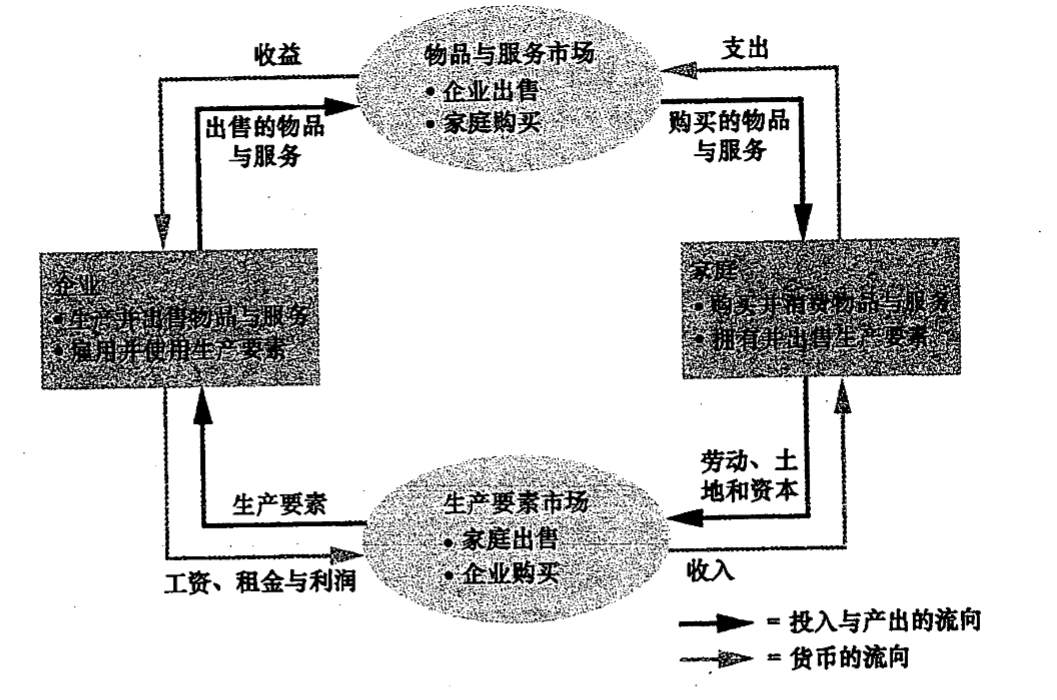 收益
物品与服务市场
• 企业出售
• 家庭购买
支出
出售的物品
与服务
购买的物品
与服务
企业
• 生产并出售物品与服务
• 雇用并使用生产要素
家庭
• 购买并消费物品与服务
• 拥有并出售生产要素
生产要素
生产要素市场
• 家庭出售
• 企业购买
劳动、土
地和资本
工资、租金与利润
收入
= 投入与产出的流向
= 货币的流向